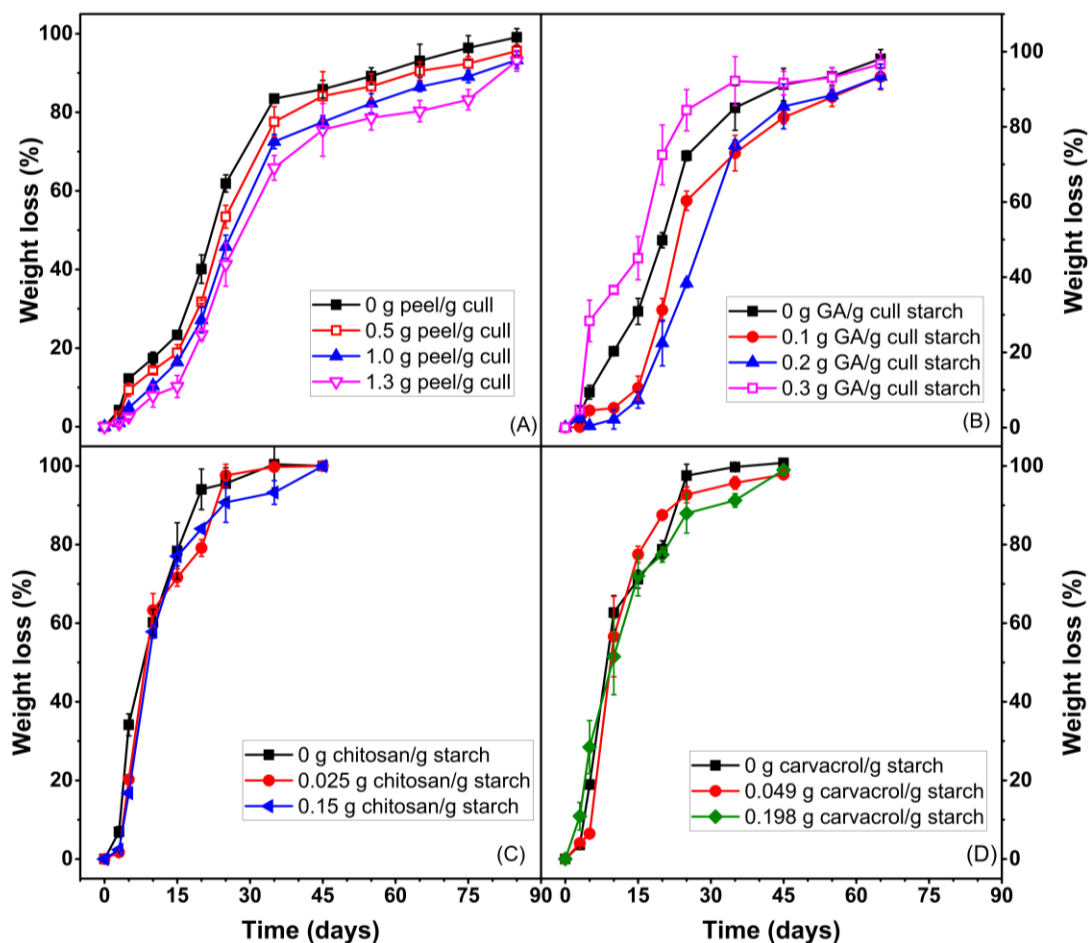 100
80
60
40
20
0
Weight loss (%)
0 g peel/g cull
0.5 g peel/g cull
1.0 g peel/g cull
1.3 g peel/g cull
(A)
100
80
60
40
20
0
Weight loss (%)
0 g GA/g cull starch
0.1 g GA/g cull starch
0.2 g GA/g cull starch
0.3 g GA/g cull starch
(B)
100
80
60
40
20
0
Weight loss (%)
0 g chitosan/g starch
0.025 g chitosan/g starch
0.15 g chitosan/g starch
(C)
0 15 30 45 60 75 90
Time (days)
100
80
60
40
20
0
Weight loss (%)
0 g carvacrol/g starch
0.049 g carvacrol/g starch
0.198 g carvacrol/g starch
(D)
0 15 30 45 60 75 90
Time (days)